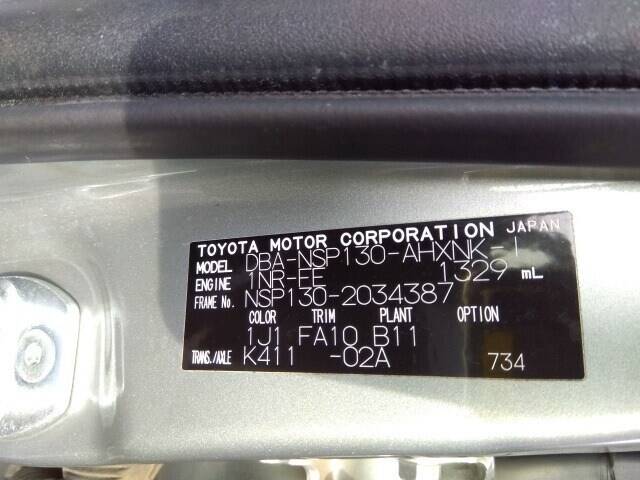 TOYOTA MOTOR CORPORATION JAPAN
MODEL DBA-NSP130-AHXNK-
ENGINE 1NR-EE 1329 mL
FRAME No. NSP130-2034387
COLOR TRIM PLANT OPTION
1J1 FA10 B11
TRANS./AXLE K411 -02A 734